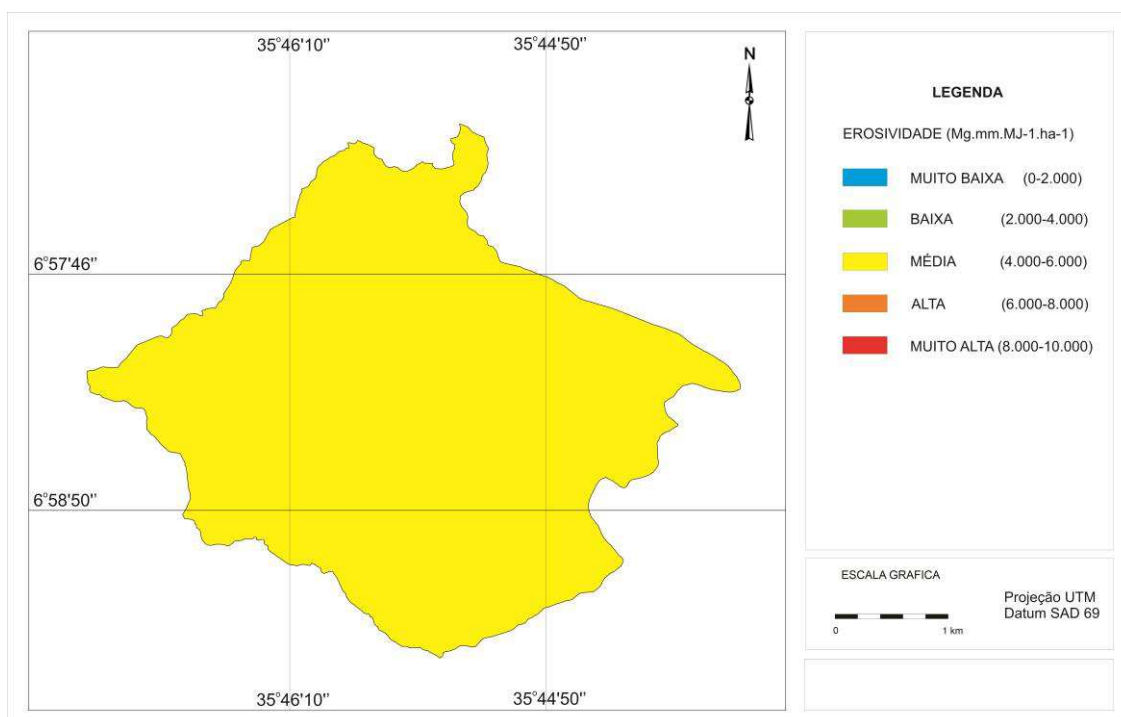 35°46'10"
35°44'50"
N
6°57'46"
6°58'50"
35°46'10"
35°44'50"
LEGENDA
EROSIVIDADE (Mg.mm.MJ-1.ha-1)
MUITO BAIXA (0-2.000)
BAIXA (2.000-4.000)
MÉDIA (4.000-6.000)
ALTA (6.000-8.000)
MUITO ALTA (8.000-10.000)
ESCALA GRAFICA
0 1 km
Projeção UTM
Datum SAD 69